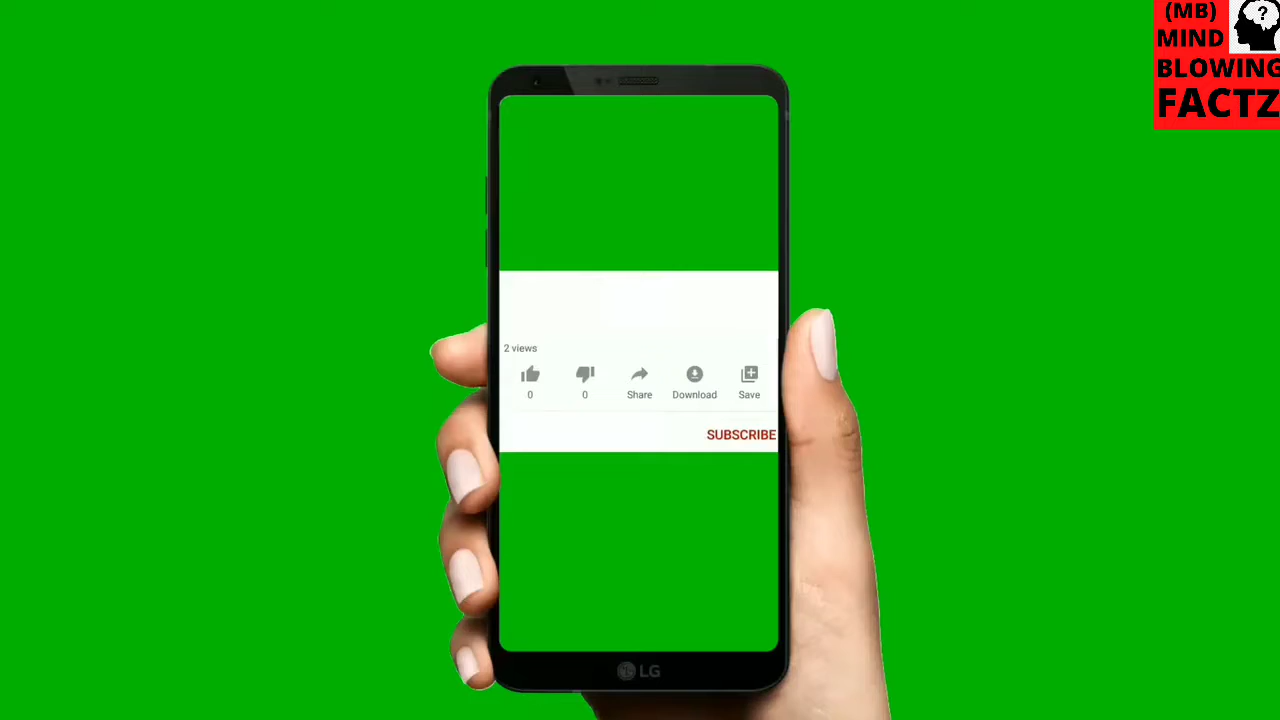 (MB)
MIND
BLOWING
FACTZ
?
2 views
0
0
Share
Download
Save
SUBSCRIBE
LG